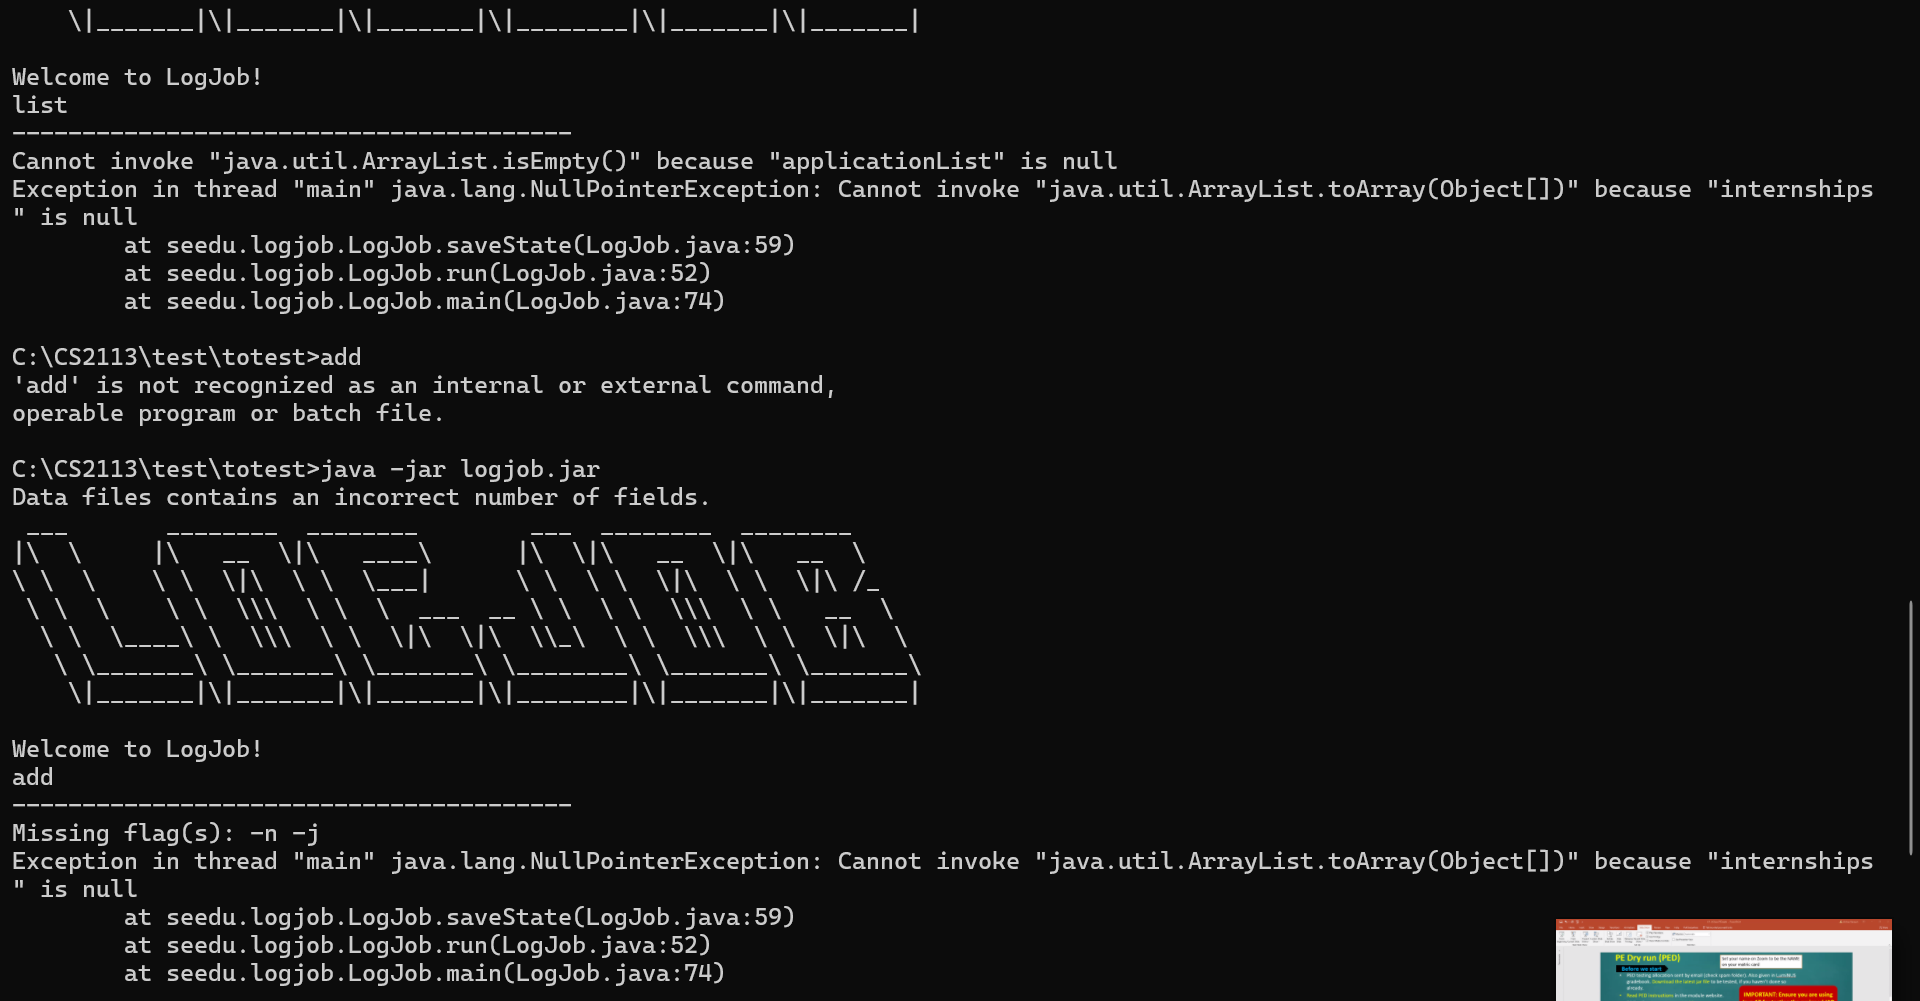 \|_______|\|_______|\|_______|\|________|\|_______|\|_______|
Welcome to LogJob!
list
----------------------------------------
Cannot invoke "java.util.ArrayList.isEmpty()" because "applicationList" is null
Exception in thread "main" java.lang.NullPointerException: Cannot invoke "java.util.ArrayList.toArray(Object[])" because "internships
" is null
        at seedu.logjob.LogJob.saveState(LogJob.java:59)
        at seedu.logjob.LogJob.run(LogJob.java:52)
        at seedu.logjob.LogJob.main(LogJob.java:74)
C:\CS2113\test\totest>add
'add' is not recognized as an internal or external command,
operable program or batch file.
C:\CS2113\test\totest>java -jar logjob.jar
Data files contains an incorrect number of fields.
 ___       ________  ________        ___  ________  ________
|\  \     |\   __  \|\   ____\      |\  \|\   __  \|\   __  \
\ \  \    \ \  \|\  \ \  \___|      \ \  \ \  \|\  \ \  \|\ /_
 \ \  \    \ \  \\\  \ \  \  ___  __ \ \  \ \  \\\  \ \   __  \
  \ \  \____\ \  \\\  \ \  \|\  \|\  \\_\  \ \  \\\  \ \  \|\  \
   \ \_______\ \_______\ \_______\ \________\ \_______\ \_______\
    \|_______|\|_______|\|_______|\|________|\|_______|\|_______|
Welcome to LogJob!
add
----------------------------------------
Missing flag(s): -n -j
Exception in thread "main" java.lang.NullPointerException: Cannot invoke "java.util.ArrayList.toArray(Object[])" because "internships
" is null
        at seedu.logjob.LogJob.saveState(LogJob.java:59)
        at seedu.logjob.LogJob.run(LogJob.java:52)
        at seedu.logjob.LogJob.main(LogJob.java:74)
PE Dry run (PED)
Before we start
IMPORTANT: Ensure you are using